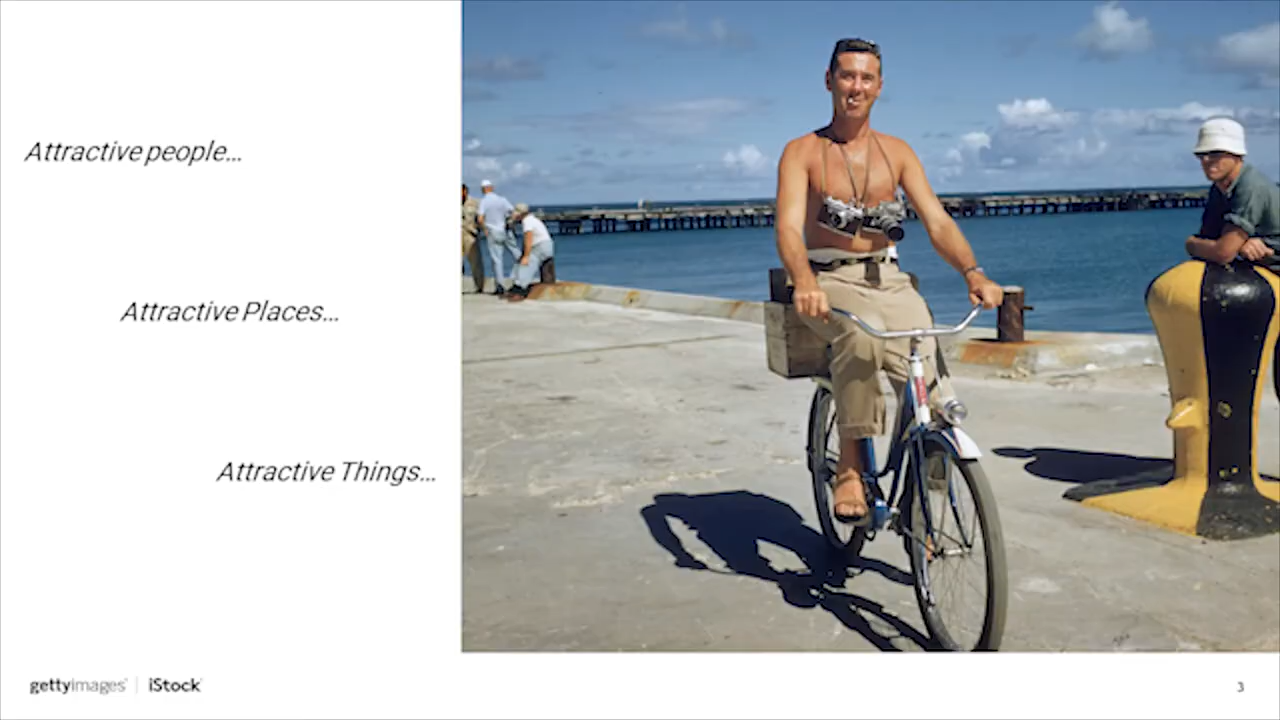 Attractive people...
Attractive Places...
Attractive Things...
gettyimages® | iStock
3